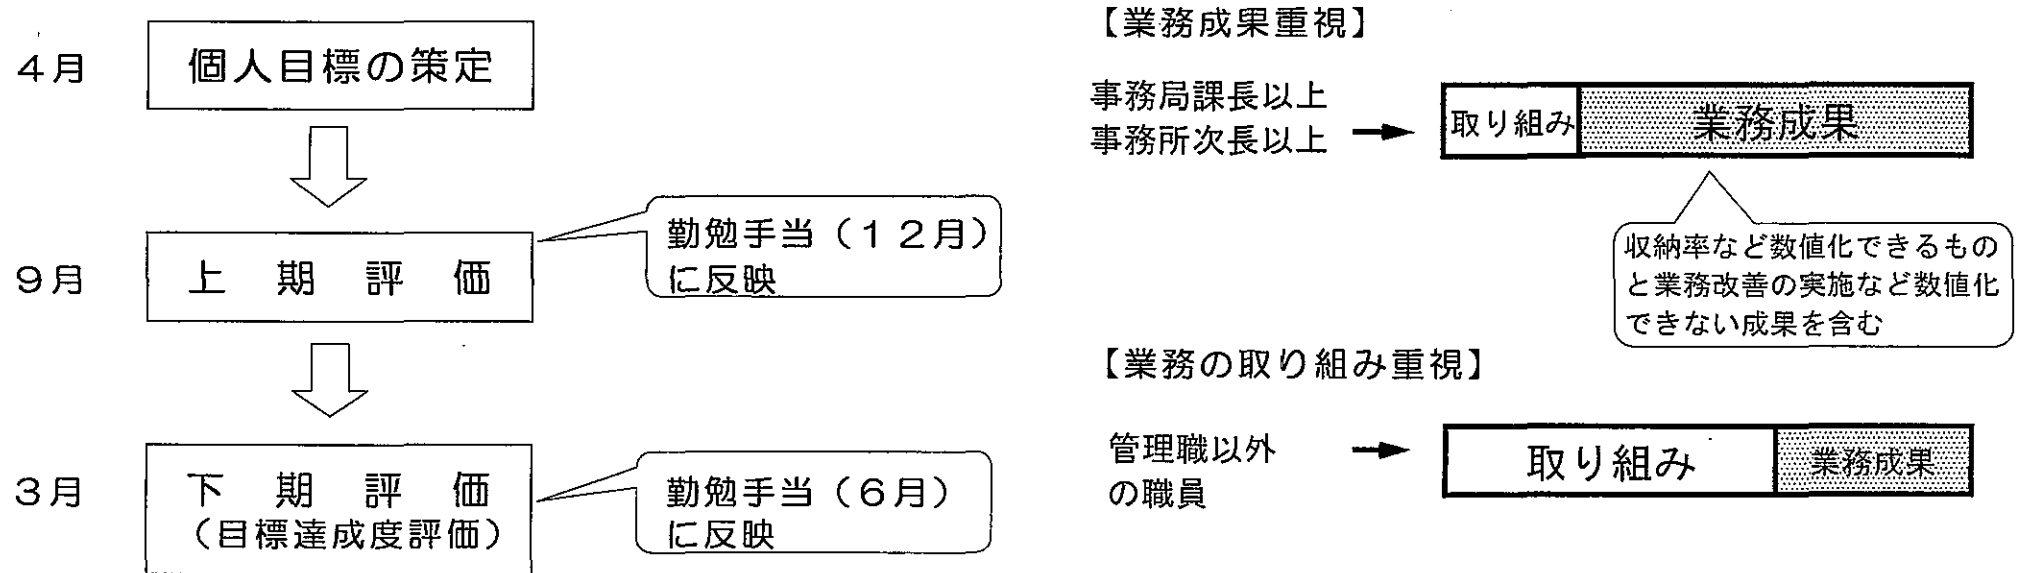 4月
個人目標の策定
9月
上期評価
勤勉手当（12月）
に反映
3月
下期評価
（目標達成度評価）
勤勉手当（6月）
に反映
【業務成果重視】
事務局課長以上
事務所次長以上
取り組み
業務成果
収納率など数値化できるもの
と業務改善の実施など数値化
できない成果を含む
【業務の取り組み重視】
管理職以外
の職員
取り組み
業務成果